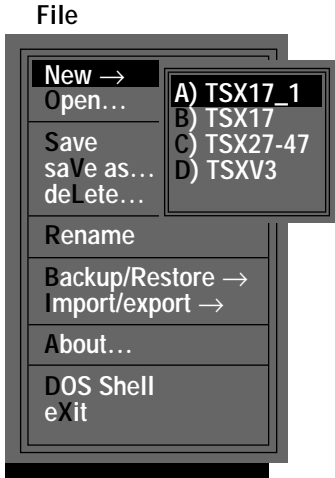 File
New →
Open…
Save
saVe as…
deLete…
Rename
Backup/Restore →
Import/export →
About…
DOS Shell
eXit
A) TSX17_1
B) TSX17
C) TSX27-47
D) TSXV3